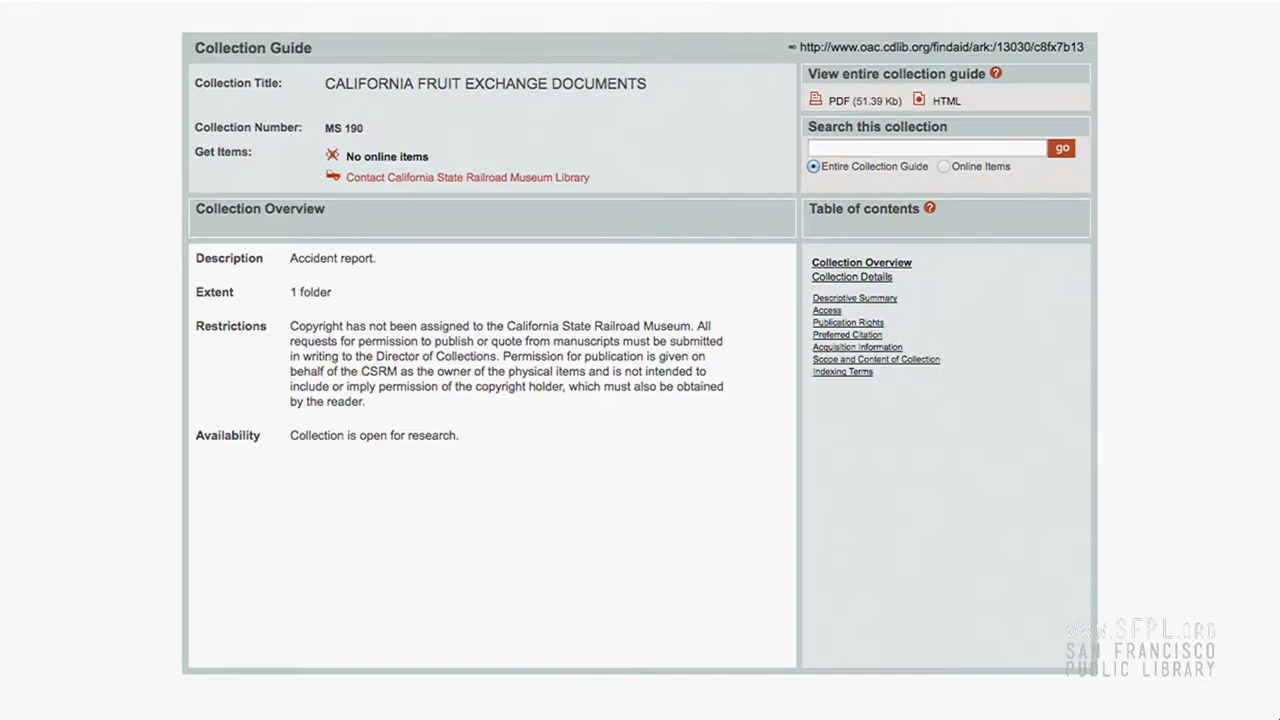 Collection Guide
http://www.oac.cdlib.org/findaid/ark:/13030/c8fx7b13
Collection Title: CALIFORNIA FRUIT EXCHANGE DOCUMENTS
Collection Number: MS 190
Get Items: No online items
Contact California State Railroad Museum Library
View entire collection guide ?
PDF (51.39 Kb) HTML
Search this collection
go
Entire Collection Guide Online Items
Collection Overview
Description Accident report.
Extent 1 folder
Restrictions Copyright has not been assigned to the California State Railroad Museum. All
requests for permission to publish or quote from manuscripts must be submitted
in writing to the Director of Collections. Permission for publication is given on
behalf of the CSRM as the owner of the physical items and is not intended to
include or imply permission of the copyright holder, which must also be obtained
by the reader.
Availability Collection is open for research.
Table of contents ?
Collection Overview
Collection Details
Descriptive Summary
Access
Publication Rights
Preferred Citation
Acquisition Information
Scope and Content of Collection
Indexing Terms
www.SFPL.ORG
SAN FRANCISCO
PUBLIC LIBRARY